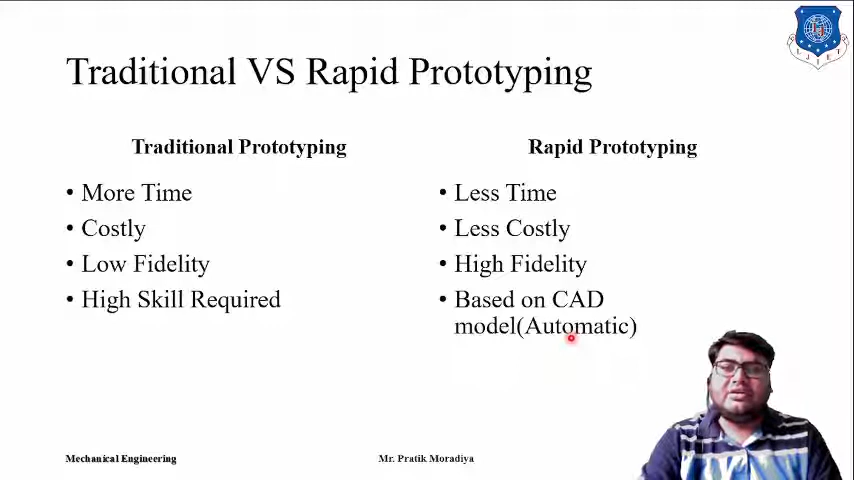 Traditional VS Rapid Prototyping
Traditional Prototyping
• More Time
• Costly
• Low Fidelity
• High Skill Required
Rapid Prototyping
• Less Time
• Less Costly
• High Fidelity
• Based on CAD
model(Automatic)
Mechanical Engineering
Mr. Pratik Moradiya
L J I E T